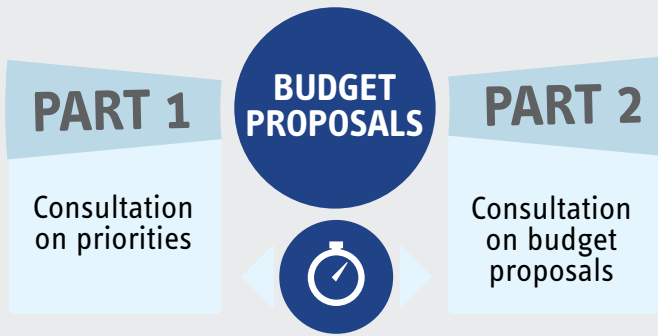 PART 1
Consultation
on priorities
BUDGET
PROPOSALS
PART 2
Consultation
on budget
proposals